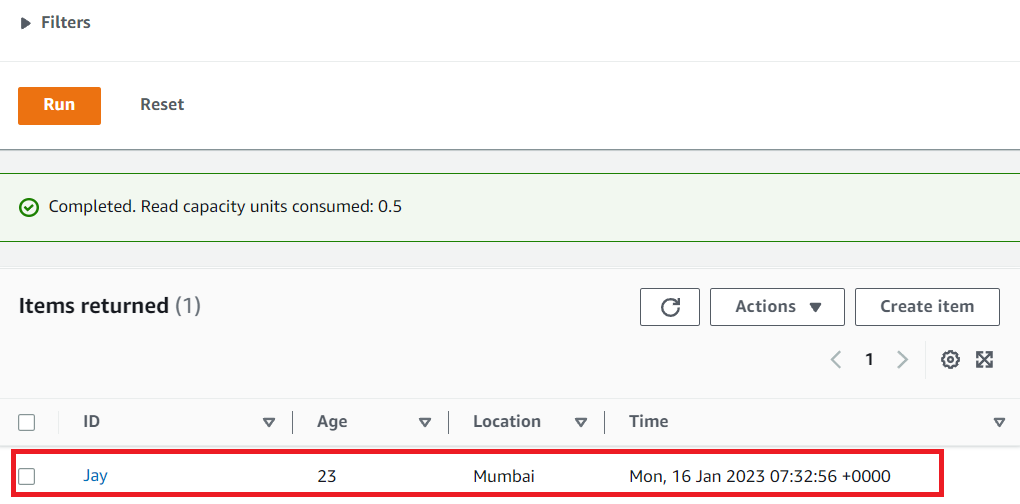 Filters
Run Reset
Completed. Read capacity units consumed: 0.5
Items returned (1) Actions Create item
1
ID Age Location Time
Jay 23 Mumbai Mon, 16 Jan 2023 07:32:56 +0000